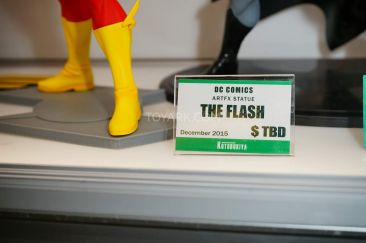 DC COMICS
ARTFX STATUE
THE FLASH
December 2015
$ TBD
KOTOBUKIYA
TOYARK.COM